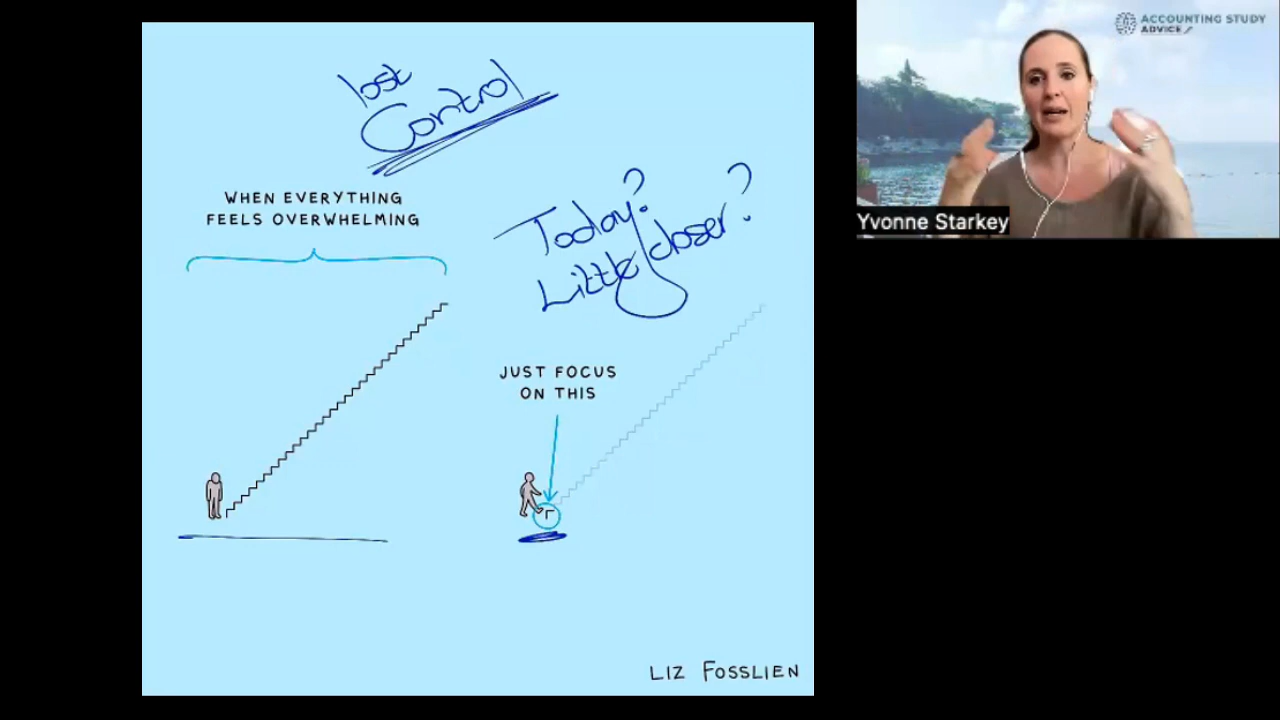 lost
Control
WHEN EVERYTHING
FEELS OVERWHELMING
Today?
Little closer?
JUST FOCUS
ON THIS
LIZ FOSSLIEN
ACCOUNTING STUDY
ADVICE
Yvonne Starkey